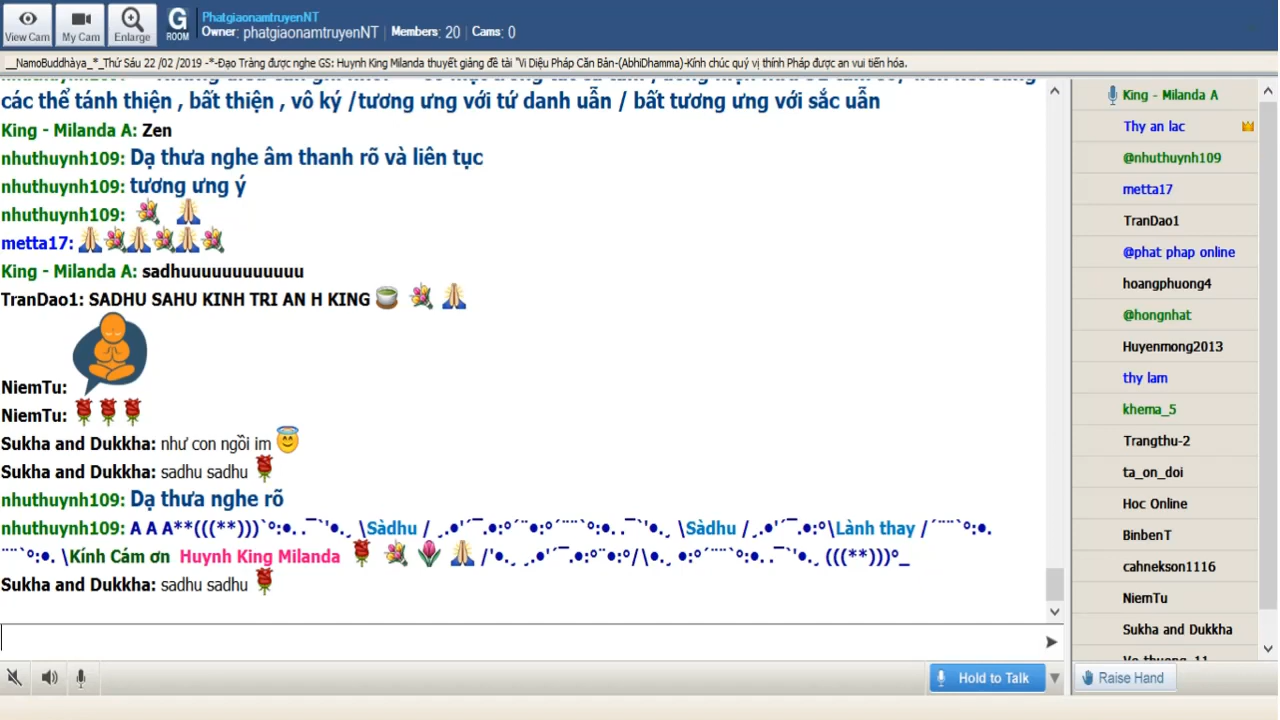 View Cam
My Cam
Enlarge
G
ROOM
PhatgiaonamtruyenNT
Owner: phatgiaonamtruyenNT Members: 20 Cams: 0
__NamoBuddhàya_*_Thứ Sáu 22 /02 /2019 -*-Đạo Tràng được nghe GS: Huynh King Milanda thuyết giảng đề tài "Vi Diệu Pháp Căn Bản-(AbhiDhamma)-Kính chúc quý vị thính Pháp được an vui tiến hóa.
các thể tánh thiện , bất thiện , vô ký /tương ưng với tứ danh uẩn / bất tương ưng với sắc uẩn
King - Milanda A: Zen
nhuthuynh109: Dạ thưa nghe âm thanh rõ và liên tục
nhuthuynh109: tương ưng ý
nhuthuynh109:
metta17:
King - Milanda A: sadhuuuuuuuuuuuu
TranDao1: SADHU SAHU KINH TRI AN H KING
NiemTu:
NiemTu:
Sukha and Dukkha: như con ngồi im
Sukha and Dukkha: sadhu sadhu
nhuthuynh109: Dạ thưa nghe rõ
nhuthuynh109: A A A**(((**)))`°:•. .¯`'•.¸ \Sàdhu / ¸.•'´¯.•:°´¨•:°´¨¨`°:•. .¯`'•.¸ \Sàdhu /¸.•'´¯.•:°\Lành thay /´¨¨`°:•.
¨¨`°:•. \Kính Cám ơn Huynh King Milanda /'•.¸ ¸.•'´¯.•:°¨•:°/\•.¸ •:°´¨¨`°:•. .¯`'•.¸ (((**)))°_
Sukha and Dukkha: sadhu sadhu
Hold to Talk
King - Milanda A
Thy an lac
@nhuthuynh109
metta17
TranDao1
@phat phap online
hoangphuong4
@hongnhat
Huyenmong2013
thy lam
khema_5
Trangthu-2
ta_on_doi
Hoc Online
BinbenT
cahnekson1116
NiemTu
Sukha and Dukkha
Raise Hand